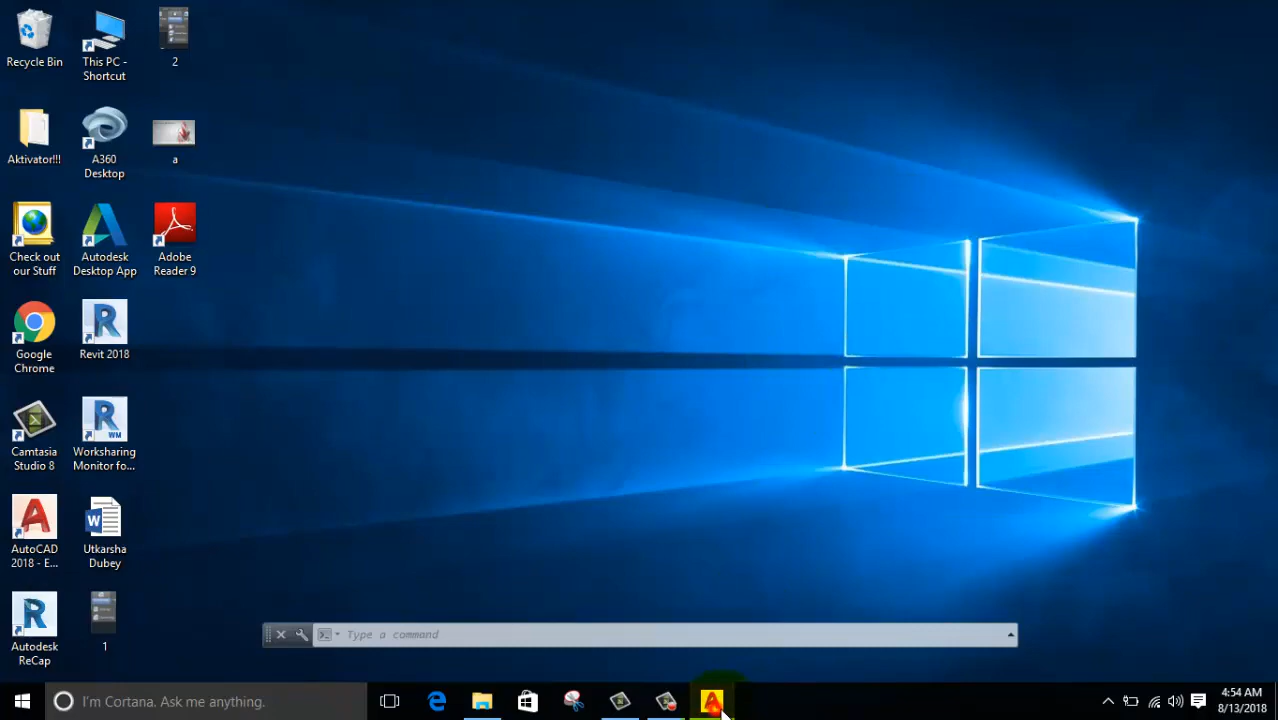 Recycle Bin
This PC -
Shortcut
2
Aktivator!!!
A360
Desktop
a
Check out
our Stuff
Autodesk
Desktop App
Adobe
Reader 9
Google
Chrome
Revit 2018
Camtasia
Studio 8
Worksharing
Monitor fo...
AutoCAD
2018 - E...
Utkarsha
Dubey
Autodesk
ReCap
1
Type a command
I'm Cortana. Ask me anything.
4:54 AM
8/13/2018